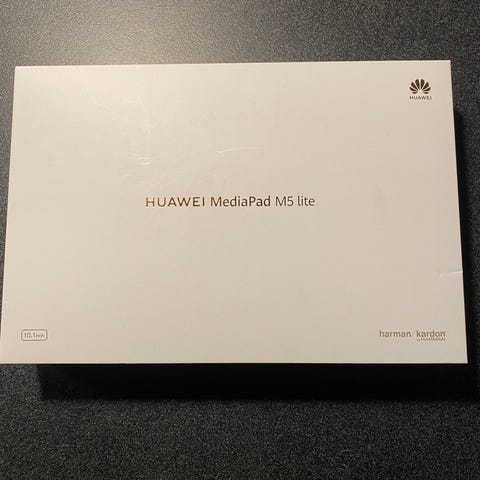 HUAWEI
HUAWEI MediaPad M5 lite
10.1 inch
harman/kardon
by HARMAN